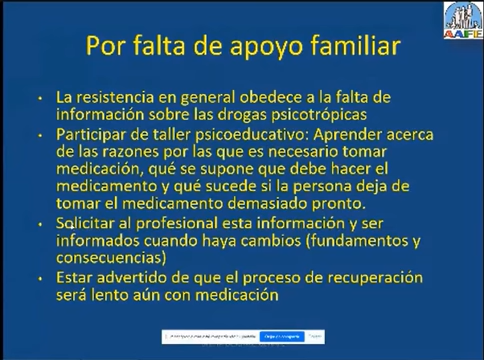 AAFIE
Por falta de apoyo familiar
• La resistencia en general obedece a la falta de
información sobre las drogas psicotrópicas
• Participar de taller psicoeducativo: Aprender acerca
de las razones por las que es necesario tomar
medicación, qué se supone que debe hacer el
medicamento y qué sucede si la persona deja de
tomar el medicamento demasiado pronto.
• Solicitar al profesional esta información y ser
informados cuando haya cambios (fundamentos y
consecuencias)
• Estar advertido de que el proceso de recuperación
será lento aún con medicación